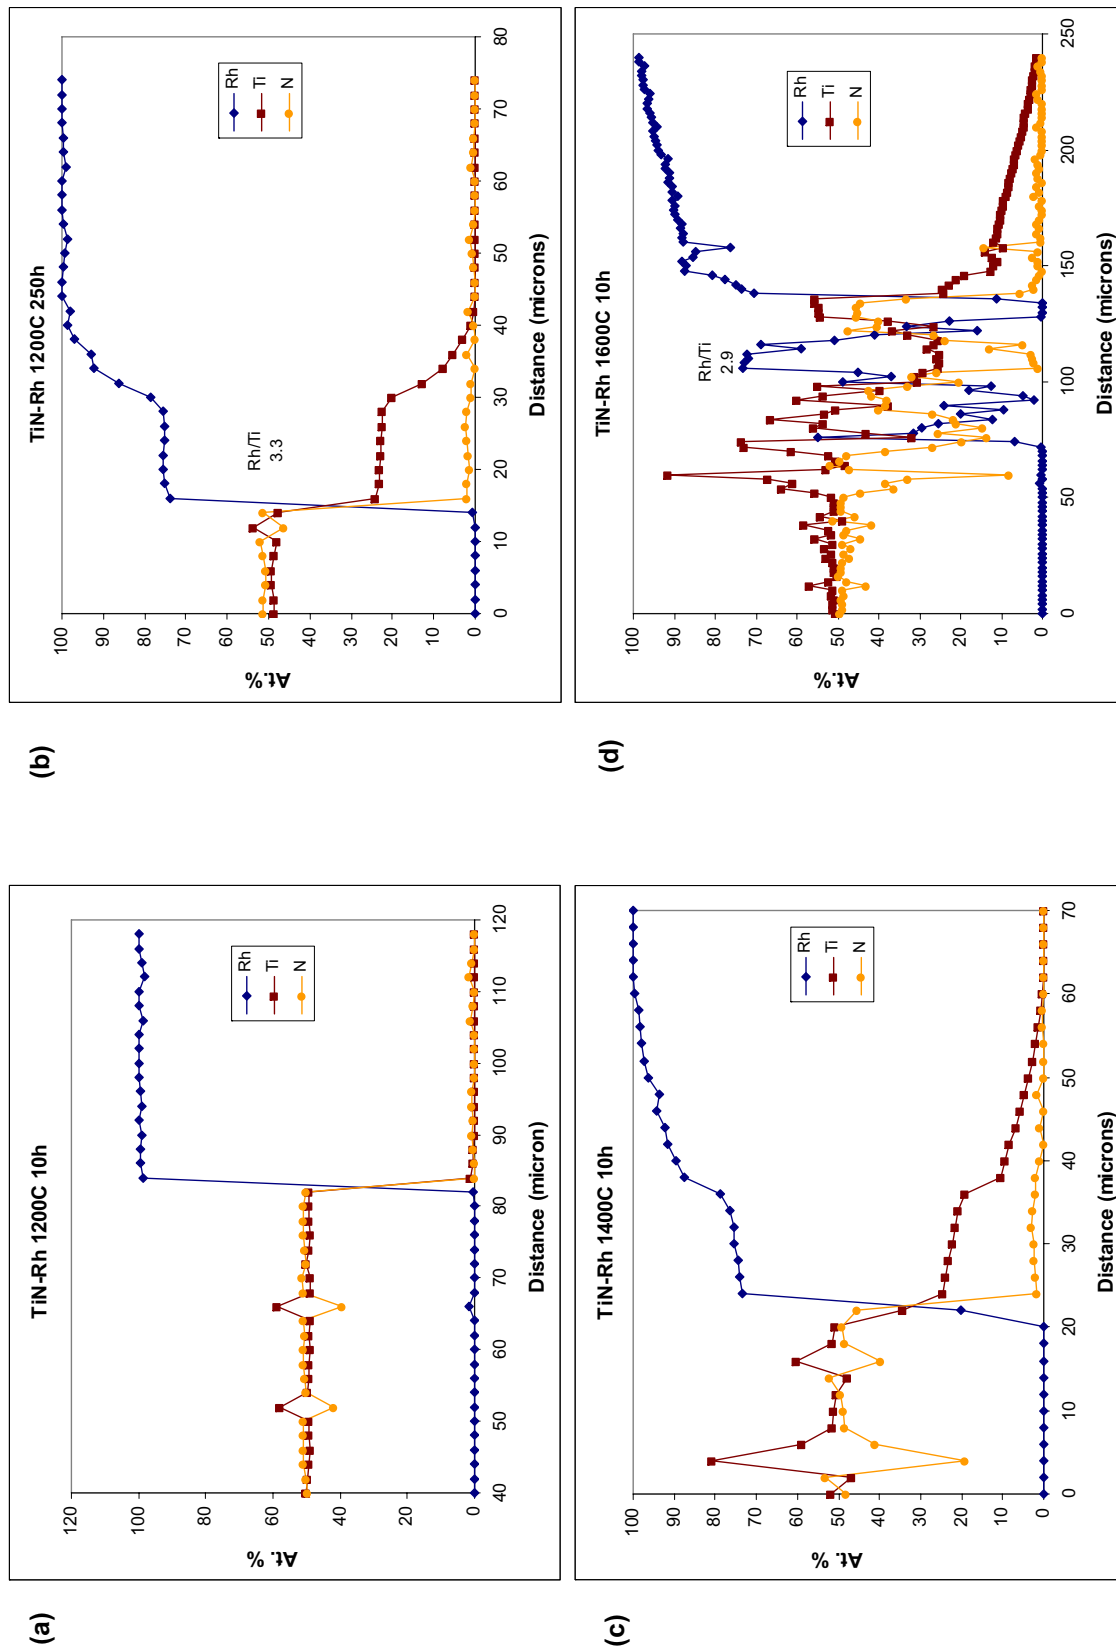 (a)
TiN-Rh 1200C 10h
At. %
120
100
80
60
40
20
0
40
50
60
70
80
90
100
110
120
Distance (micron)
Rh
Ti
N
(b)
TiN-Rh 1200C 250h
At.%
100
90
80
70
60
50
40
30
20
10
0
0
10
20
30
40
50
60
70
80
Distance (microns)
Rh/Ti
3.3
Rh
Ti
N
(c)
TiN-Rh 1400C 10h
At. %
100
90
80
70
60
50
40
30
20
10
0
0
10
20
30
40
50
60
70
Distance (microns)
Rh
Ti
N
(d)
TiN-Rh 1600C 10h
At.%
100
90
80
70
60
50
40
30
20
10
0
0
50
100
150
200
250
Distance (microns)
Rh/Ti
2.9
Rh
Ti
N